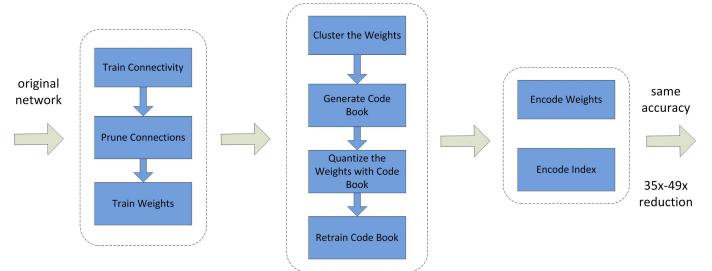 original
network
Train Connectivity
Prune Connections
Train Weights
Cluster the Weights
Generate Code
Book
Quantize the
Weights with Code
Book
Retrain Code Book
Encode Weights
Encode Index
same
accuracy
35x-49x
reduction